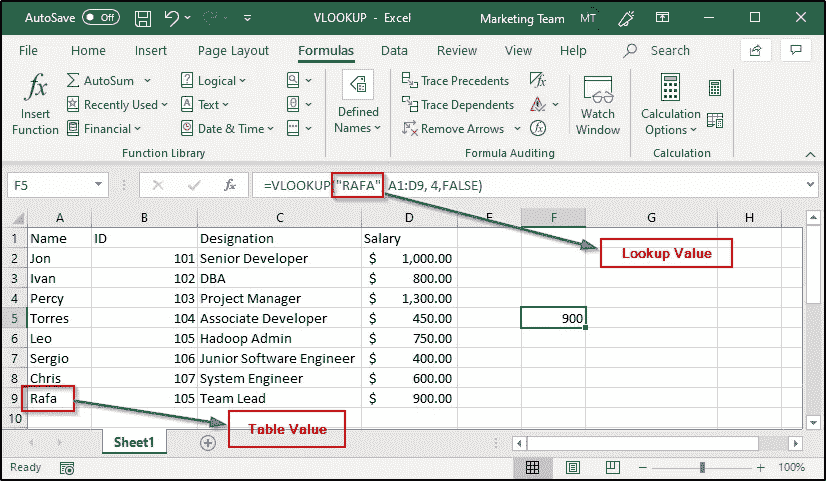 AutoSave Off VLOOKUP - Excel Marketing Team MT
File Home Insert Page Layout Formulas Data Review View Help Search
fx Insert Function
AutoSum
Recently Used
Financial
Logical
Text
Date & Time
Defined Names
Trace Precedents
Trace Dependents
Remove Arrows
fx
Watch Window
Calculation Options
Function Library Formula Auditing Calculation
F5 fx =VLOOKUP("RAFA" A1:D9, 4,FALSE)
A B C D E F G H
1 Name ID Designation Salary
2 Jon 101 Senior Developer $ 1,000.00
Lookup Value
3 Ivan 102 DBA $ 800.00
4 Percy 103 Project Manager $ 1,300.00
5 Torres 104 Associate Developer $ 450.00 900
6 Leo 105 Hadoop Admin $ 750.00
7 Sergio 106 Junior Software Engineer $ 400.00
8 Chris 107 System Engineer $ 600.00
9 Rafa 105 Team Lead $ 900.00
10
Table Value
Sheet1
Ready 100%